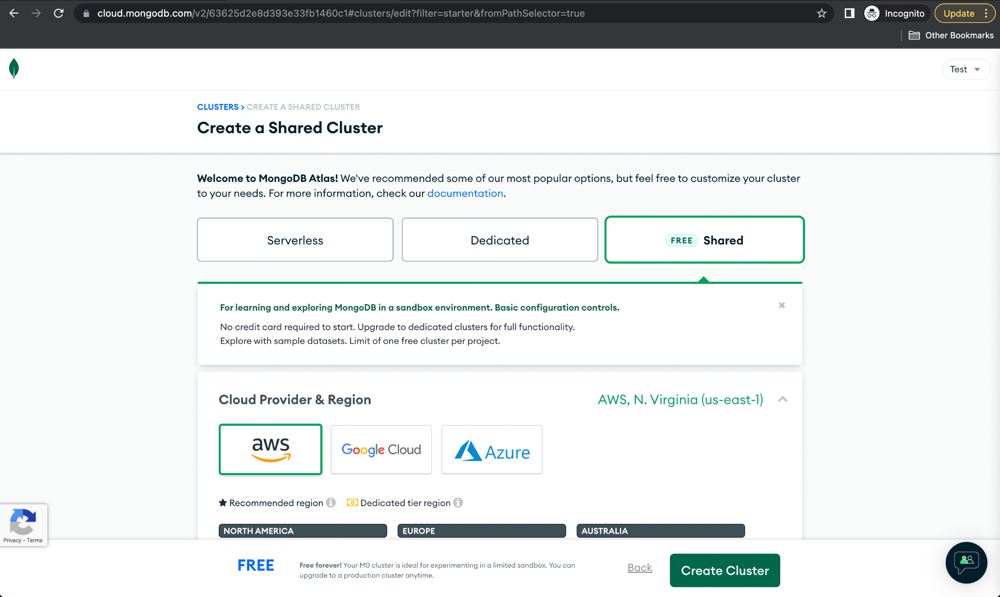 cloud.mongodb.com/v2/63625d2e8d393e33fb1460c1#clusters/edit?filter=starter&fromPathSelector=true
Incognito
Update
Other Bookmarks
Test
CLUSTERS > CREATE A SHARED CLUSTER
Create a Shared Cluster
Welcome to MongoDB Atlas! We've recommended some of our most popular options, but feel free to customize your cluster
to your needs. For more information, check our documentation.
Serverless
Dedicated
FREE Shared
For learning and exploring MongoDB in a sandbox environment. Basic configuration controls.
No credit card required to start. Upgrade to dedicated clusters for full functionality.
Explore with sample datasets. Limit of one free cluster per project.
Cloud Provider & Region
AWS, N. Virginia (us-east-1)
aws
Google Cloud
Azure
Recommended region
Dedicated tier region
NORTH AMERICA
EUROPE
AUSTRALIA
Privacy - Terms
FREE
Free forever! Your M0 cluster is ideal for experimenting in a limited sandbox. You can
upgrade to a production cluster anytime.
Back
Create Cluster